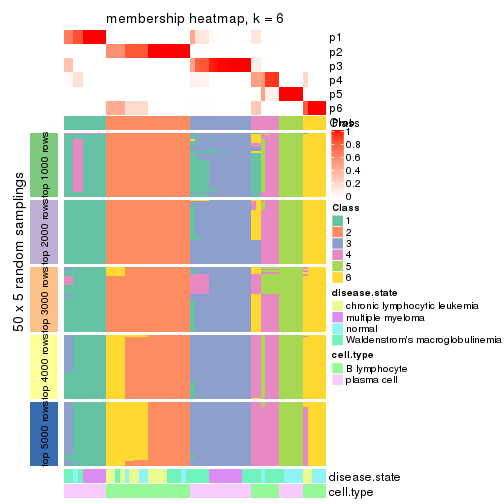 membership heatmap, k = 6
p1
p2
p3
p4
p5
p6
Class
Prob
1
0.8
0.6
0.4
0.2
0
Class
1
2
3
4
5
6
disease.state
chronic lymphocytic leukemia
multiple myeloma
normal
Waldenstrom's macroglobulinemia
cell.type
B lymphocyte
plasma cell
50 x 5 random samplings
top 1000 rows
top 2000 rows
top 3000 rows
top 4000 rows
top 5000 rows
disease.state
cell.type